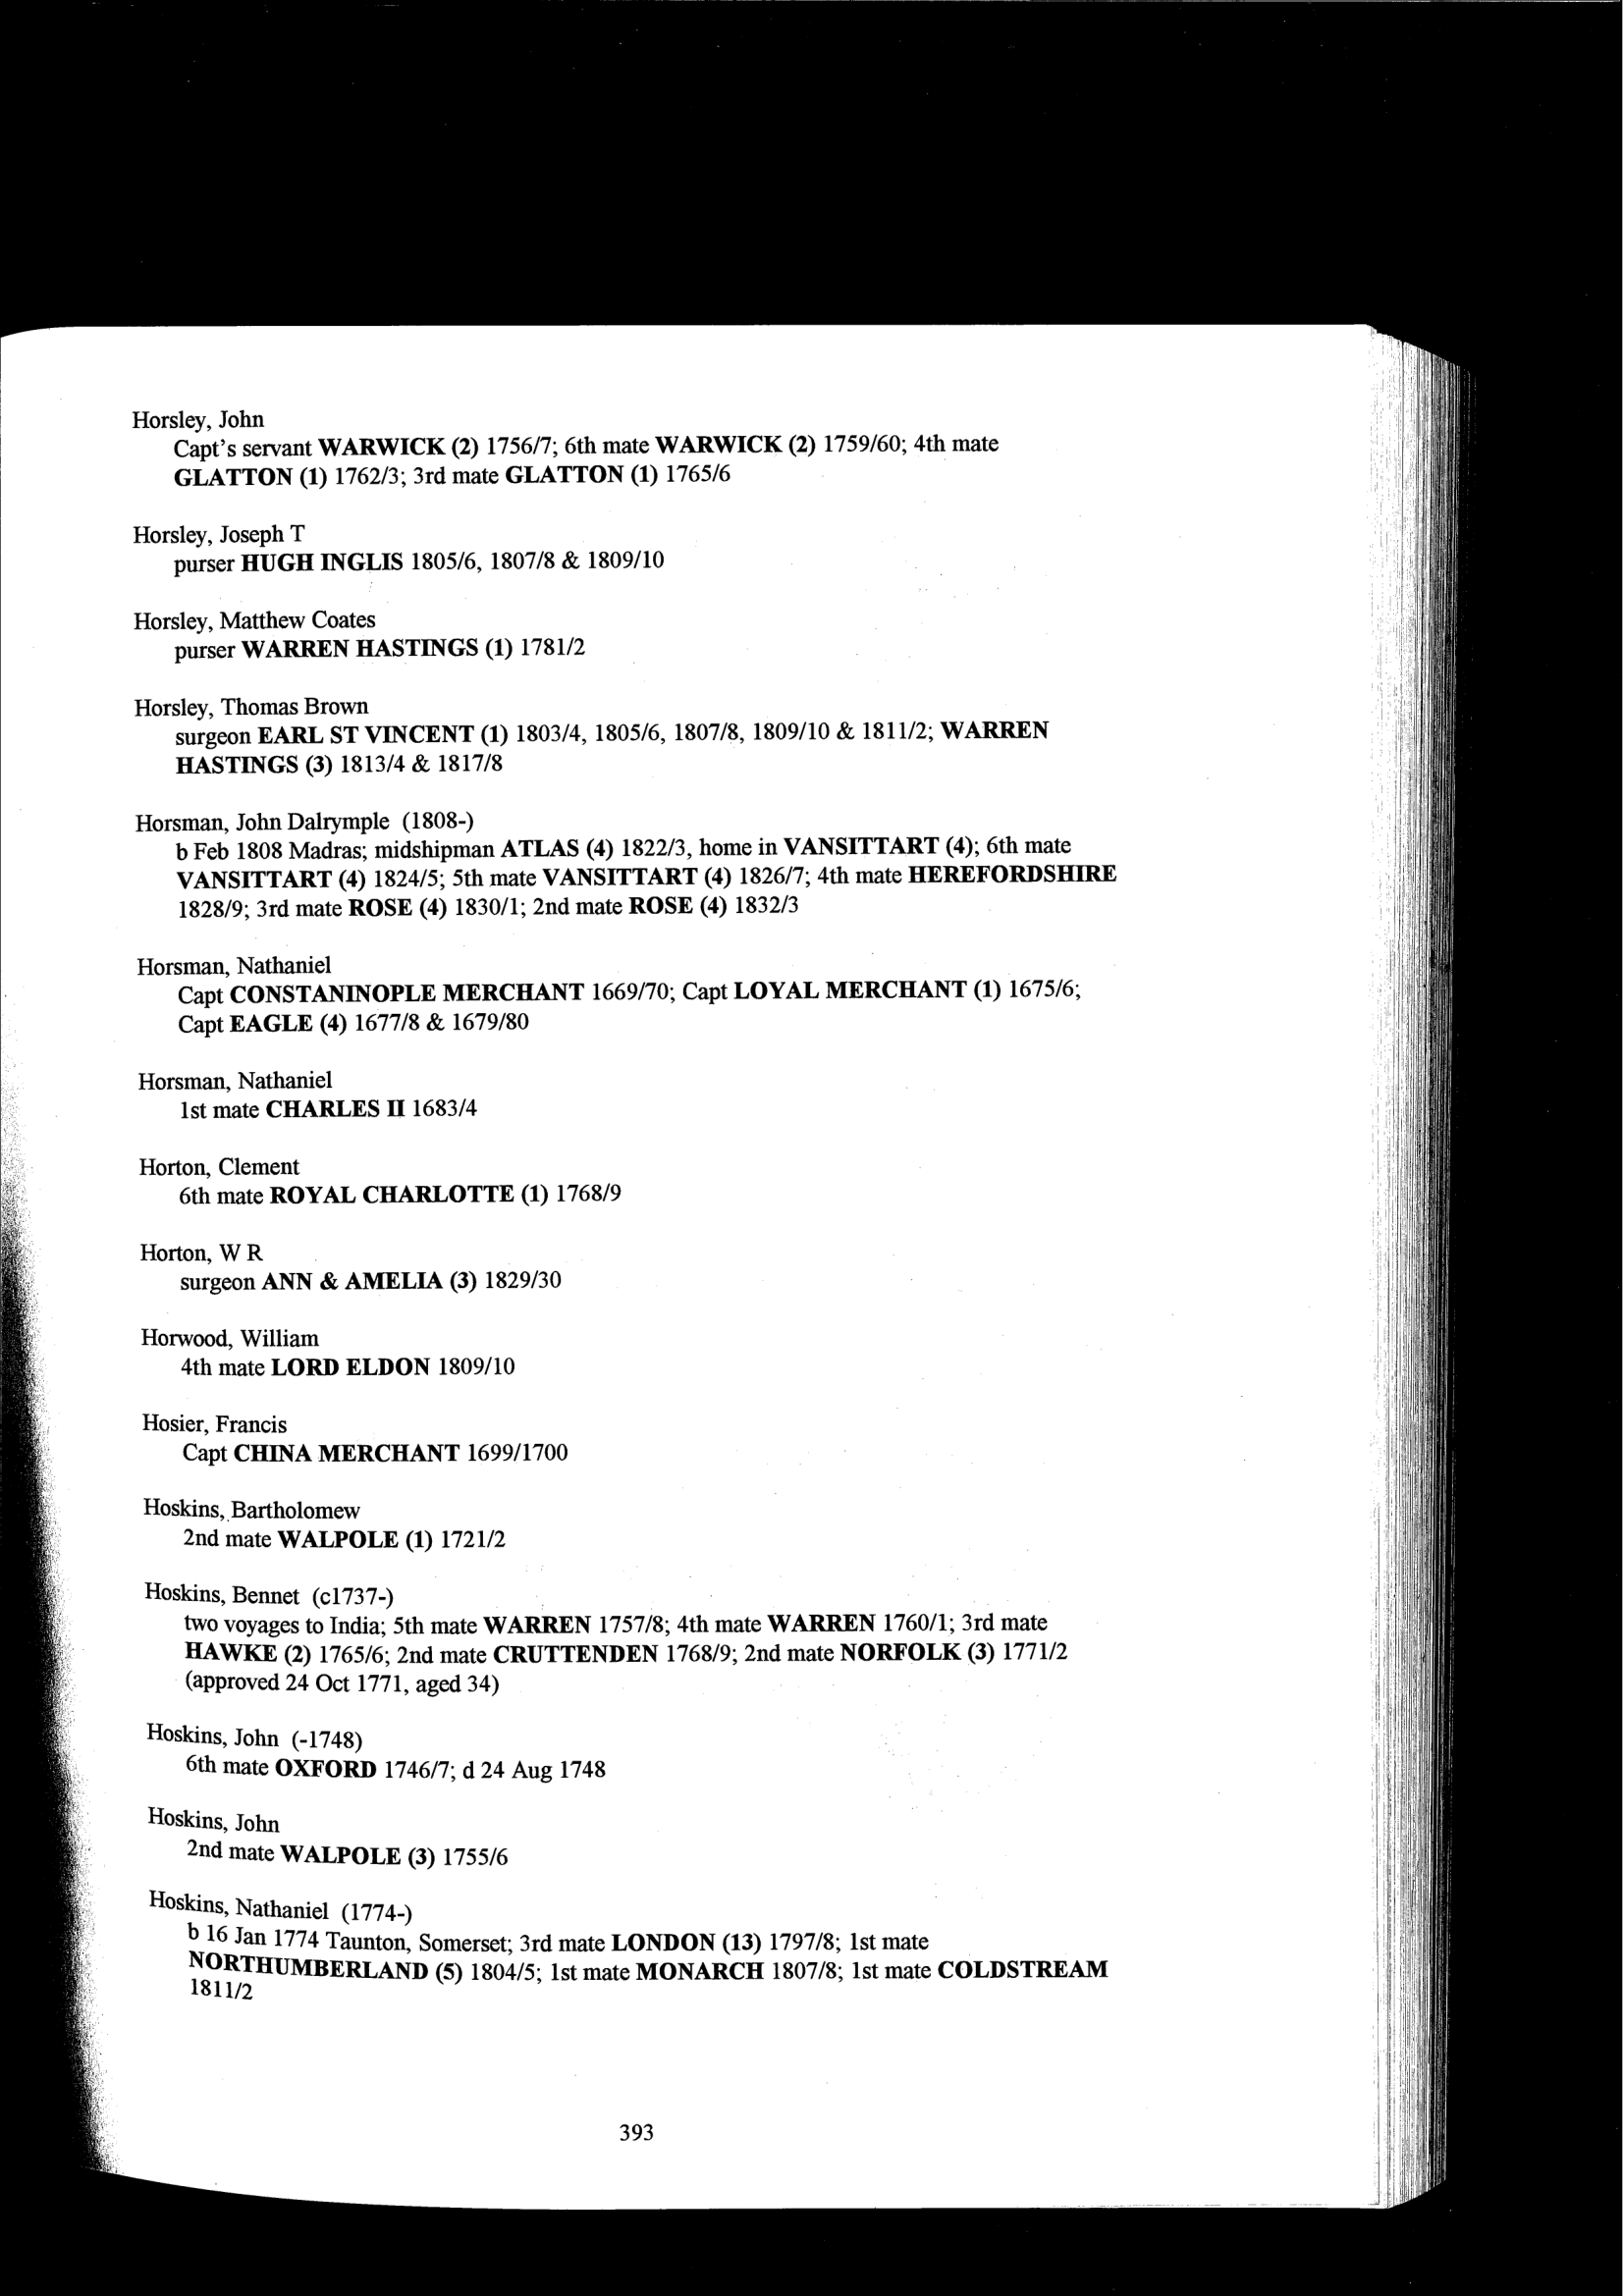 Horsley, John
Capt's servant WARWICK (2) 1756/7; 6th mate WARWICK (2) 1759/60; 4th mate
GLATTON (1) 1762/3; 3rd mate GLATTON (1) 1765/6
Horsley, Joseph T
purser HUGH INGLIS 1805/6, 1807/8 & 1809/10
Horsley, Matthew Coates
purser WARREN HASTINGS (1) 1781/2
Horsley, Thomas Brown
surgeon EARL ST VINCENT (1) 1803/4, 1805/6, 1807/8, 1809/10 & 1811/2; WARREN
HASTINGS (3) 1813/4 & 1817/8
Horsman, John Dalrymple (1808-)
b Feb 1808 Madras; midshipman ATLAS (4) 1822/3, home in VANSITTART (4); 6th mate
VANSITTART (4) 1824/5; 5th mate VANSITTART (4) 1826/7; 4th mate HEREFORDSHIRE
1828/9; 3rd mate ROSE (4) 1830/1; 2nd mate ROSE (4) 1832/3
Horsman, Nathaniel
Capt CONSTANINOPLE MERCHANT 1669/70; Capt LOYAL MERCHANT (1) 1675/6;
Capt EAGLE (4) 1677/8 & 1679/80
Horsman, Nathaniel
1st mate CHARLES II 1683/4
Horton, Clement
6th mate ROYAL CHARLOTTE (1) 1768/9
Horton, W R
surgeon ANN & AMELIA (3) 1829/30
Horwood, William
4th mate LORD ELDON 1809/10
Hosier, Francis
Capt CHINA MERCHANT 1699/1700
Hoskins, Bartholomew
2nd mate WALPOLE (1) 1721/2
Hoskins, Bennet (c1737-)
two voyages to India; 5th mate WARREN 1757/8; 4th mate WARREN 1760/1; 3rd mate
HAWKE (2) 1765/6; 2nd mate CRUTTENDEN 1768/9; 2nd mate NORFOLK (3) 1771/2
(approved 24 Oct 1771, aged 34)
Hoskins, John (-1748)
6th mate OXFORD 1746/7; d 24 Aug 1748
Hoskins, John
2nd mate WALPOLE (3) 1755/6
Hoskins, Nathaniel (1774-)
b 16 Jan 1774 Taunton, Somerset; 3rd mate LONDON (13) 1797/8; 1st mate
NORTHUMBERLAND (5) 1804/5; 1st mate MONARCH 1807/8; 1st mate COLDSTREAM
1811/2
393